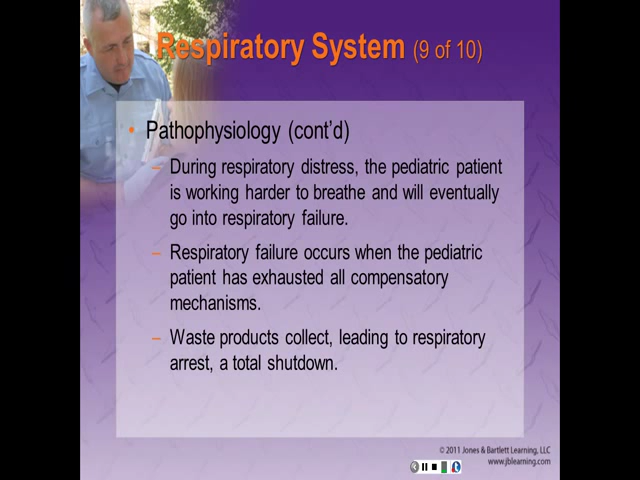 Respiratory System (9 of 10)
• Pathophysiology (cont’d)
– During respiratory distress, the pediatric patient
is working harder to breathe and will eventually
go into respiratory failure.
– Respiratory failure occurs when the pediatric
patient has exhausted all compensatory
mechanisms.
– Waste products collect, leading to respiratory
arrest, a total shutdown.
© 2011 Jones & Bartlett Learning, LLC
www.jblearning.com